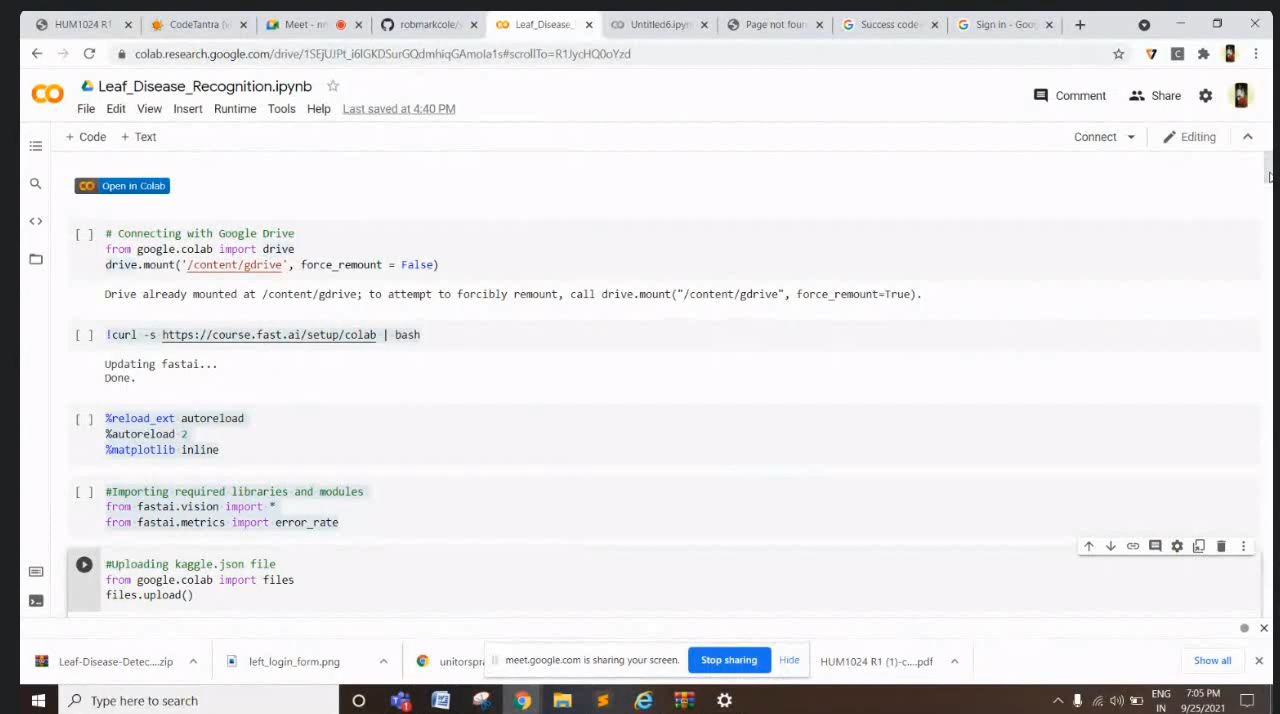 HUM1024 R1
CodeTantra
Meet -
robmarkcole/
Leaf_Disease_
Untitled6.ipyn
Page not four
Success code
Sign in - Goo
colab.research.google.com/drive/1SEjUJPt_i6lGKDSurGQdmhiqGAmoIa1s#scrollTo=R1JycHQ0oYzd
Leaf_Disease_Recognition.ipynb
Comment
Share
File Edit View Insert Runtime Tools Help Last saved at 4:40 PM
+ Code + Text
Connect
Editing
Open in Colab
[ ] # Connecting with Google Drive
from google.colab import drive
drive.mount('/content/gdrive', force_remount = False)
Drive already mounted at /content/gdrive; to attempt to forcibly remount, call drive.mount("/content/gdrive", force_remount=True).
[ ] !curl -s https://course.fast.ai/setup/colab | bash
Updating fastai...
Done.
[ ] %reload_ext autoreload
%autoreload 2
%matplotlib inline
[ ] #Importing required libraries and modules
from fastai.vision import *
from fastai.metrics import error_rate
#Uploading kaggle.json file
from google.colab import files
files.upload()
Leaf-Disease-Detec....zip
left_login_form.png
unitorspra
meet.google.com is sharing your screen.
Stop sharing
Hide
HUM1024 R1 (1)-c....pdf
Show all
Type here to search
ENG
IN
7:05 PM
9/25/2021